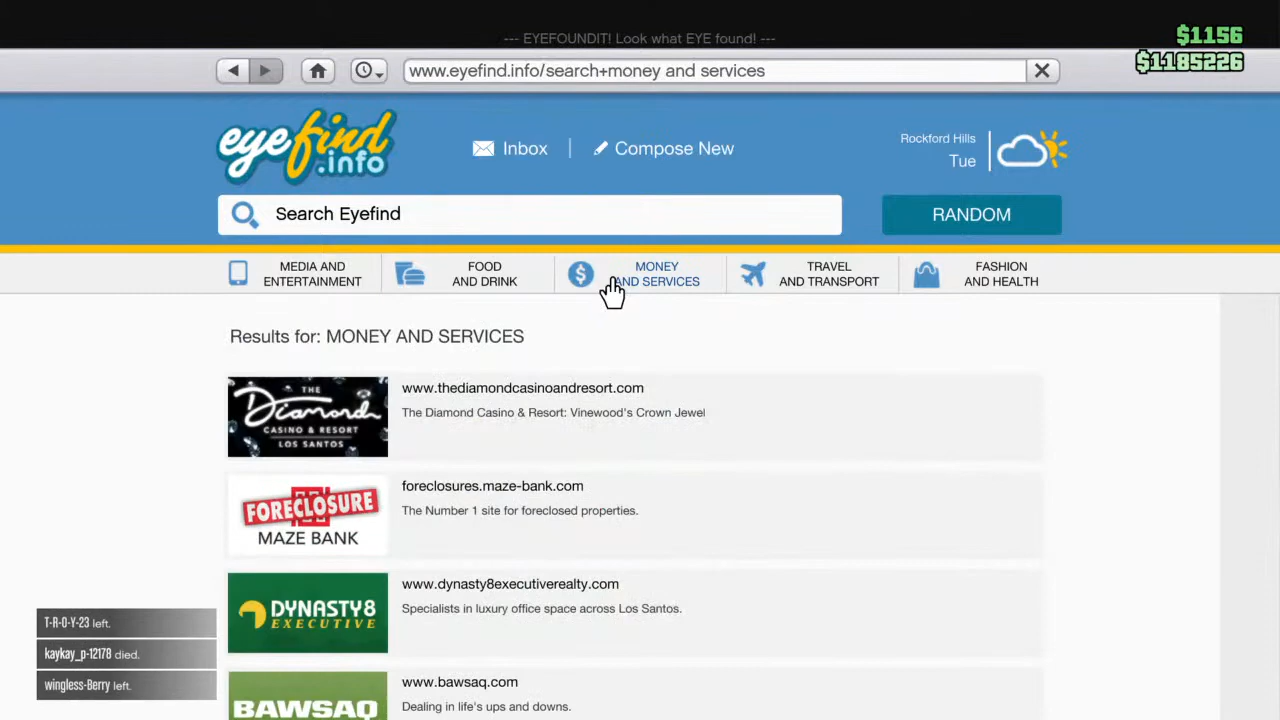 --- EYEFOUNDIT! Look what EYE found! ---
$1156
$1185226
www.eyefind.info/search+money and services
eyefind
.info
Inbox
Compose New
Rockford Hills
Tue
Search Eyefind
RANDOM
MEDIA AND
ENTERTAINMENT
FOOD
AND DRINK
MONEY
AND SERVICES
TRAVEL
AND TRANSPORT
FASHION
AND HEALTH
Results for: MONEY AND SERVICES
THE
Diamond
CASINO & RESORT
LOS SANTOS
www.thediamondcasinoandresort.com
The Diamond Casino & Resort: Vinewood's Crown Jewel
FORECLOSURE
MAZE BANK
foreclosures.maze-bank.com
The Number 1 site for foreclosed properties.
DYNASTY8
EXECUTIVE
www.dynasty8executiverealty.com
Specialists in luxury office space across Los Santos.
BAWSAQ
www.bawsaq.com
Dealing in life's ups and downs.
T-R-O-Y-23 left.
kaykay_p-12178 died.
wingless-Berry left.